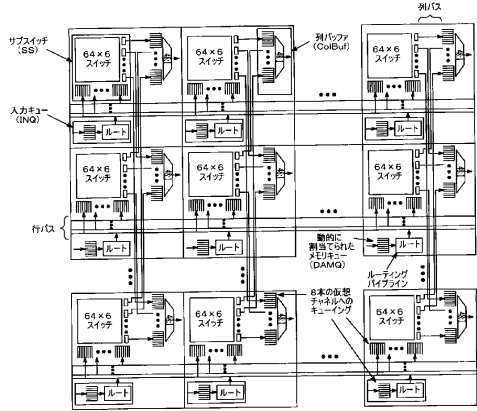 列バス
サブスイッチ
(SS)
64×6
スイッチ
64×6
スイッチ
列バッファ
(ColBuf)
64×6
スイッチ
入力キュー
(INQ)
ルート
ルート
ルート
64×6
スイッチ
64×6
スイッチ
64×6
スイッチ
行バス
ルート
ルート
動的に
割当てられた
メモリキュー
(DAMQ)
ルート
ルーティング
パイプライン
8本の仮想
チャネルへの
キューイング
64×6
スイッチ
64×6
スイッチ
64×6
スイッチ
ルート
ルート
ルート